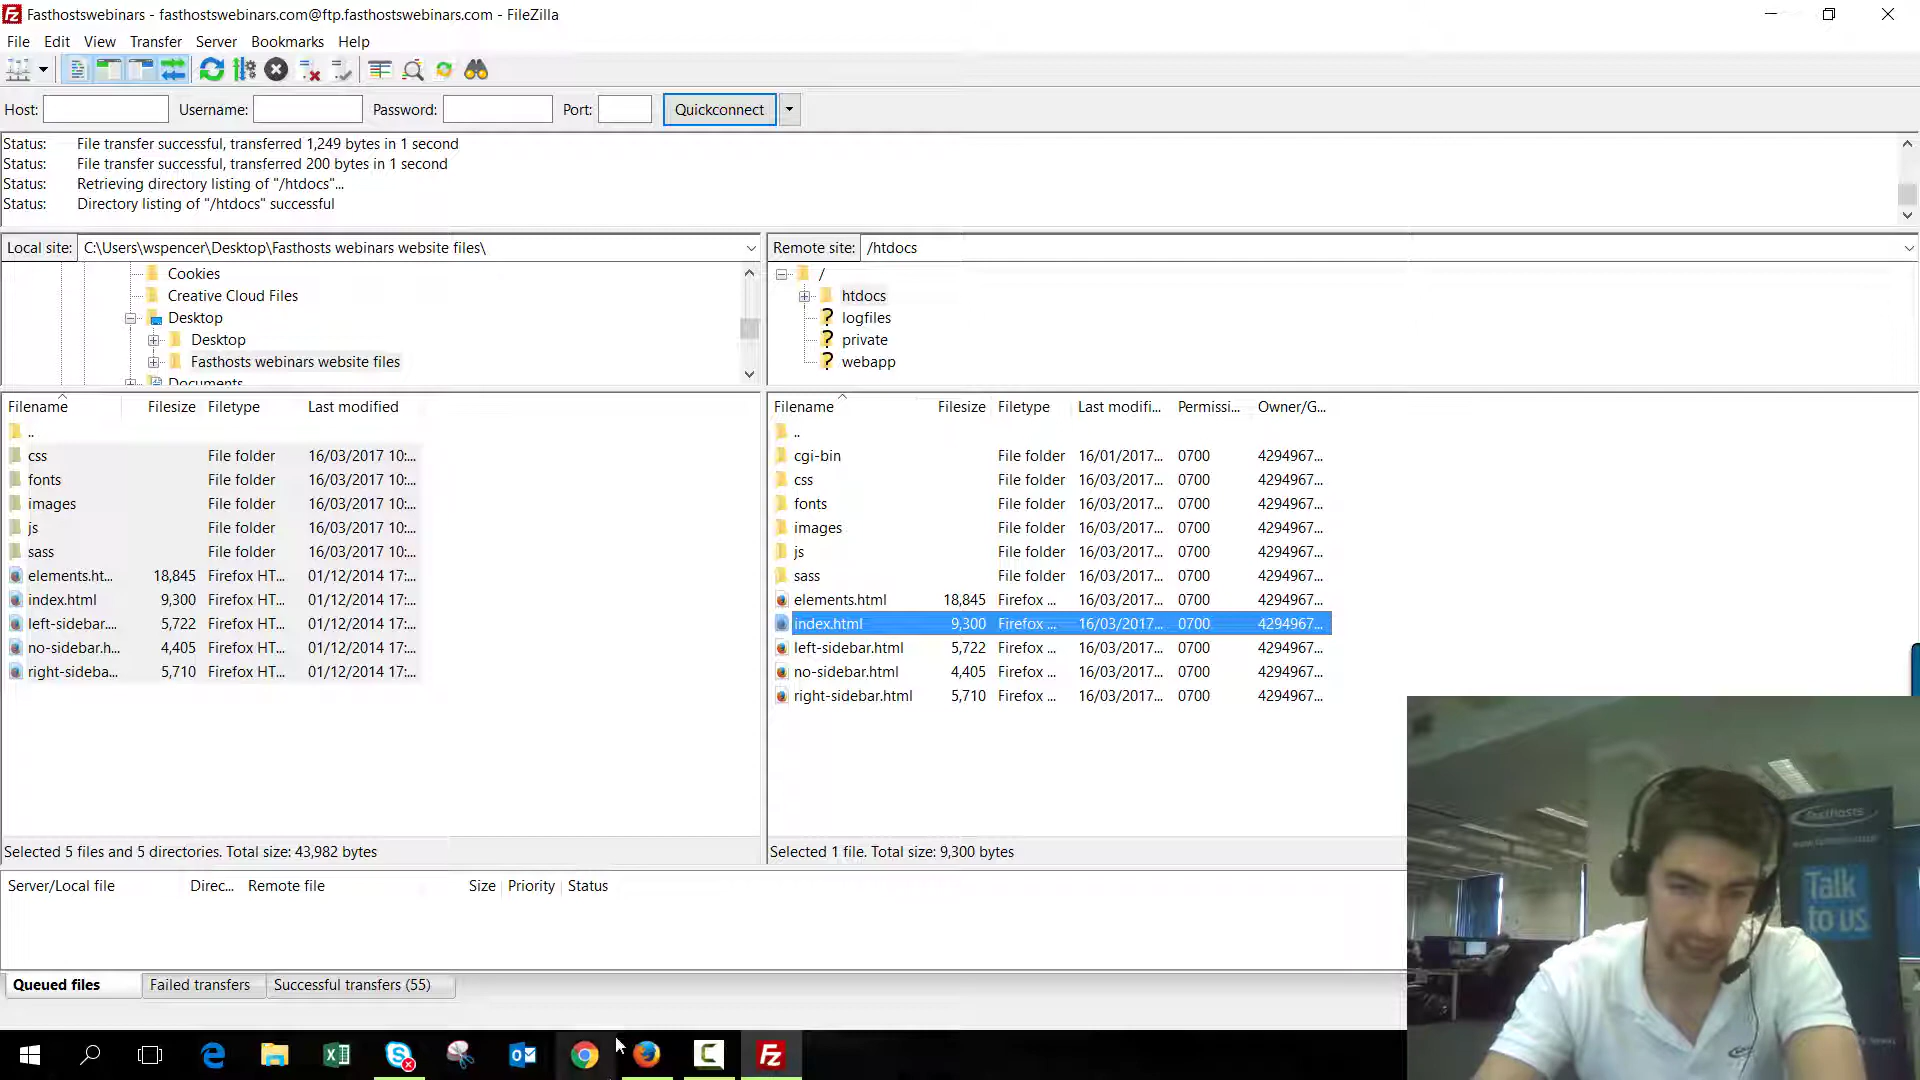 Fasthostswebinars - fasthostswebinars.com@ftp.fasthostswebinars.com - FileZilla
File Edit View Transfer Server Bookmarks Help
Host: Username: Password: Port: Quickconnect
Status: File transfer successful, transferred 1,249 bytes in 1 second
Status: File transfer successful, transferred 200 bytes in 1 second
Status: Retrieving directory listing of "/htdocs"...
Status: Directory listing of "/htdocs" successful
Local site: C:\Users\wspencer\Desktop\Fasthosts webinars website files\
Cookies
Creative Cloud Files
Desktop
Desktop
Fasthosts webinars website files
Documents
Remote site: /htdocs
/
htdocs
? logfiles
? private
? webapp
Filename Filesize Filetype Last modified
..
css File folder 16/03/2017 10:...
fonts File folder 16/03/2017 10:...
images File folder 16/03/2017 10:...
js File folder 16/03/2017 10:...
sass File folder 16/03/2017 10:...
elements.ht... 18,845 Firefox HT... 01/12/2014 17:...
index.html 9,300 Firefox HT... 01/12/2014 17:...
left-sidebar.... 5,722 Firefox HT... 01/12/2014 17:...
no-sidebar.h... 4,405 Firefox HT... 01/12/2014 17:...
right-sideba... 5,710 Firefox HT... 01/12/2014 17:...
Selected 5 files and 5 directories. Total size: 43,982 bytes
Filename Filesize Filetype Last modifi... Permissi... Owner/G...
..
cgi-bin File folder 16/01/2017... 0700 4294967...
css File folder 16/03/2017... 0700 4294967...
fonts File folder 16/03/2017... 0700 4294967...
images File folder 16/03/2017... 0700 4294967...
js File folder 16/03/2017... 0700 4294967...
sass File folder 16/03/2017... 0700 4294967...
elements.html 18,845 Firefox ... 16/03/2017... 0700 4294967...
index.html 9,300 Firefox ... 16/03/2017... 0700 4294967...
left-sidebar.html 5,722 Firefox ... 16/03/2017... 0700 4294967...
no-sidebar.html 4,405 Firefox ... 16/03/2017... 0700 4294967...
right-sidebar.html 5,710 Firefox ... 16/03/2017... 0700 4294967...
Selected 1 file. Total size: 9,300 bytes
Server/Local file Direc... Remote file Size Priority Status
Queued files Failed transfers Successful transfers (55)
fasthosts
Talk
to us